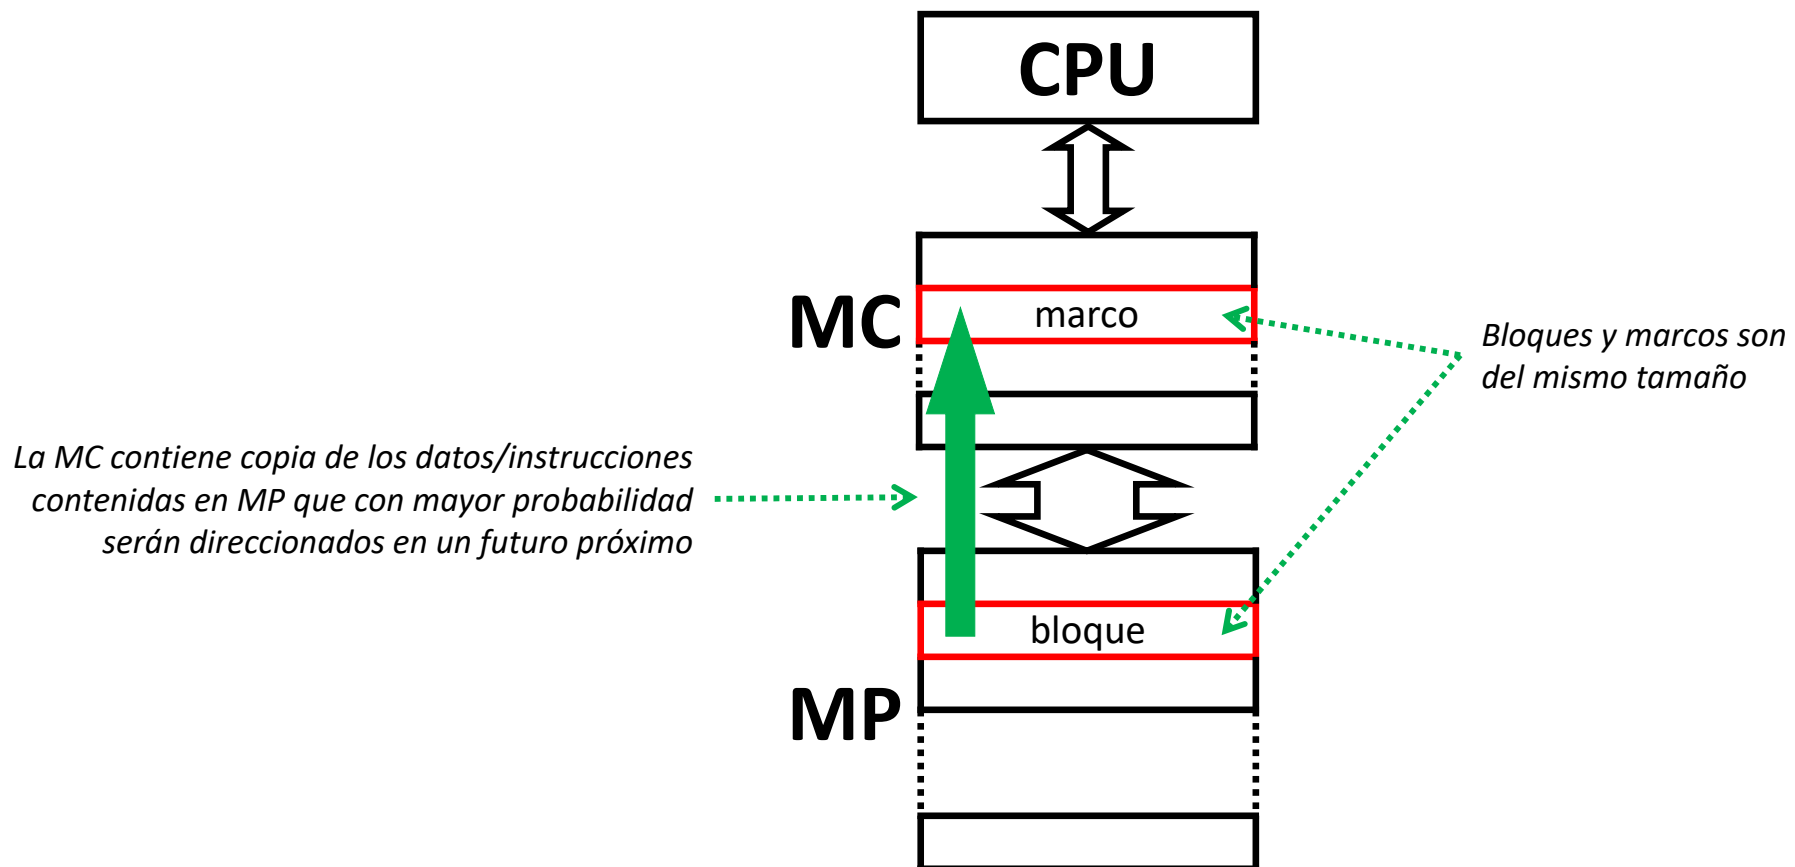 CPU
MC
marco
Bloques y marcos son
del mismo tamaño
La MC contiene copia de los datos/instrucciones
contenidas en MP que con mayor probabilidad
serán direccionados en un futuro próximo
bloque
MP